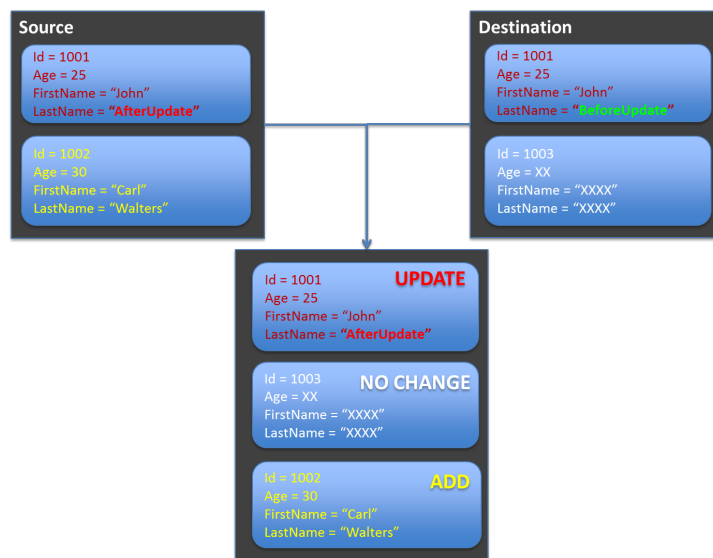 Source
Id = 1001
Age = 25
FirstName = “John”
LastName = “AfterUpdate”
Id = 1002
Age = 30
FirstName = “Carl”
LastName = “Walters”
Destination
Id = 1001
Age = 25
FirstName = “John”
LastName = “BeforeUpdate”
Id = 1003
Age = XX
FirstName = “XXXX”
LastName = “XXXX”
Id = 1001 UPDATE
Age = 25
FirstName = “John”
LastName = “AfterUpdate”
Id = 1003 NO CHANGE
Age = XX
FirstName = “XXXX”
LastName = “XXXX”
Id = 1002 ADD
Age = 30
FirstName = “Carl”
LastName = “Walters”